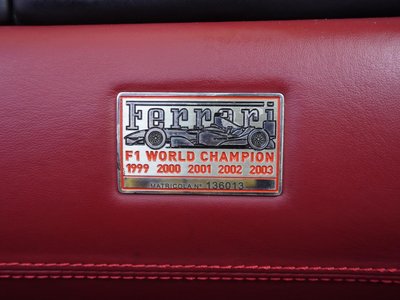 Ferrari
F1 WORLD CHAMPION
1999 2000 2001 2002 2003
MATRICOLA N° 136013